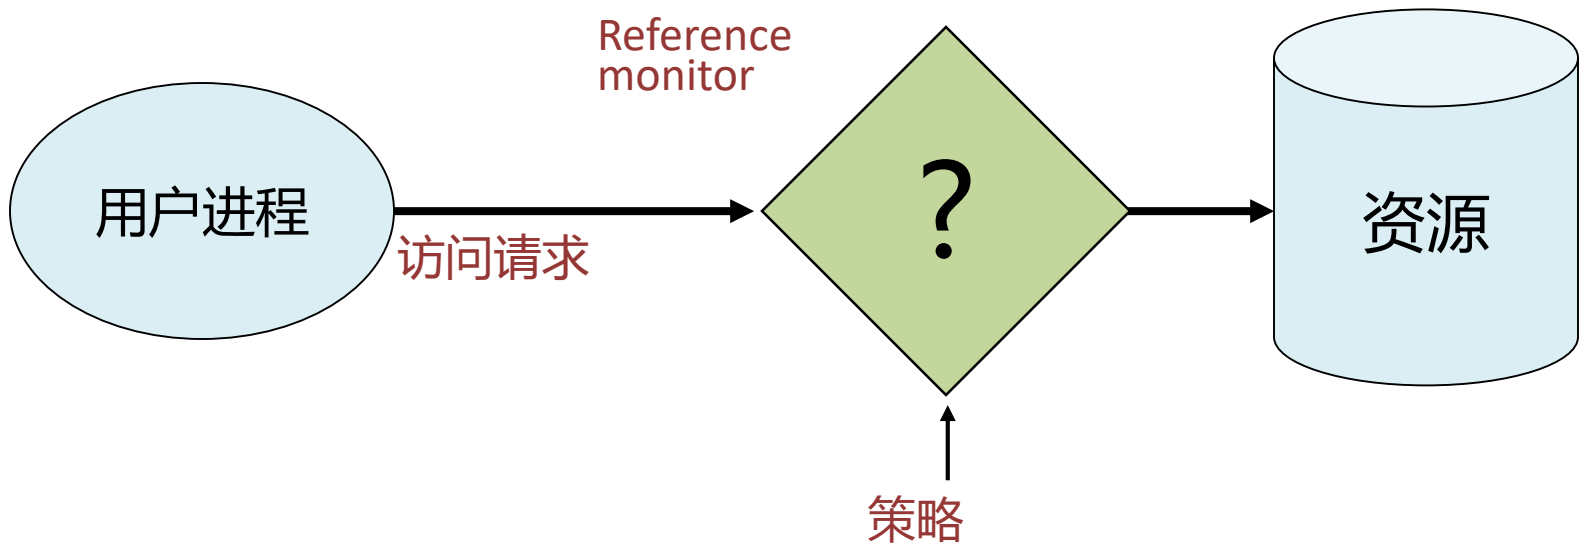 Reference
monitor
用户进程
访问请求
?
资源
策略